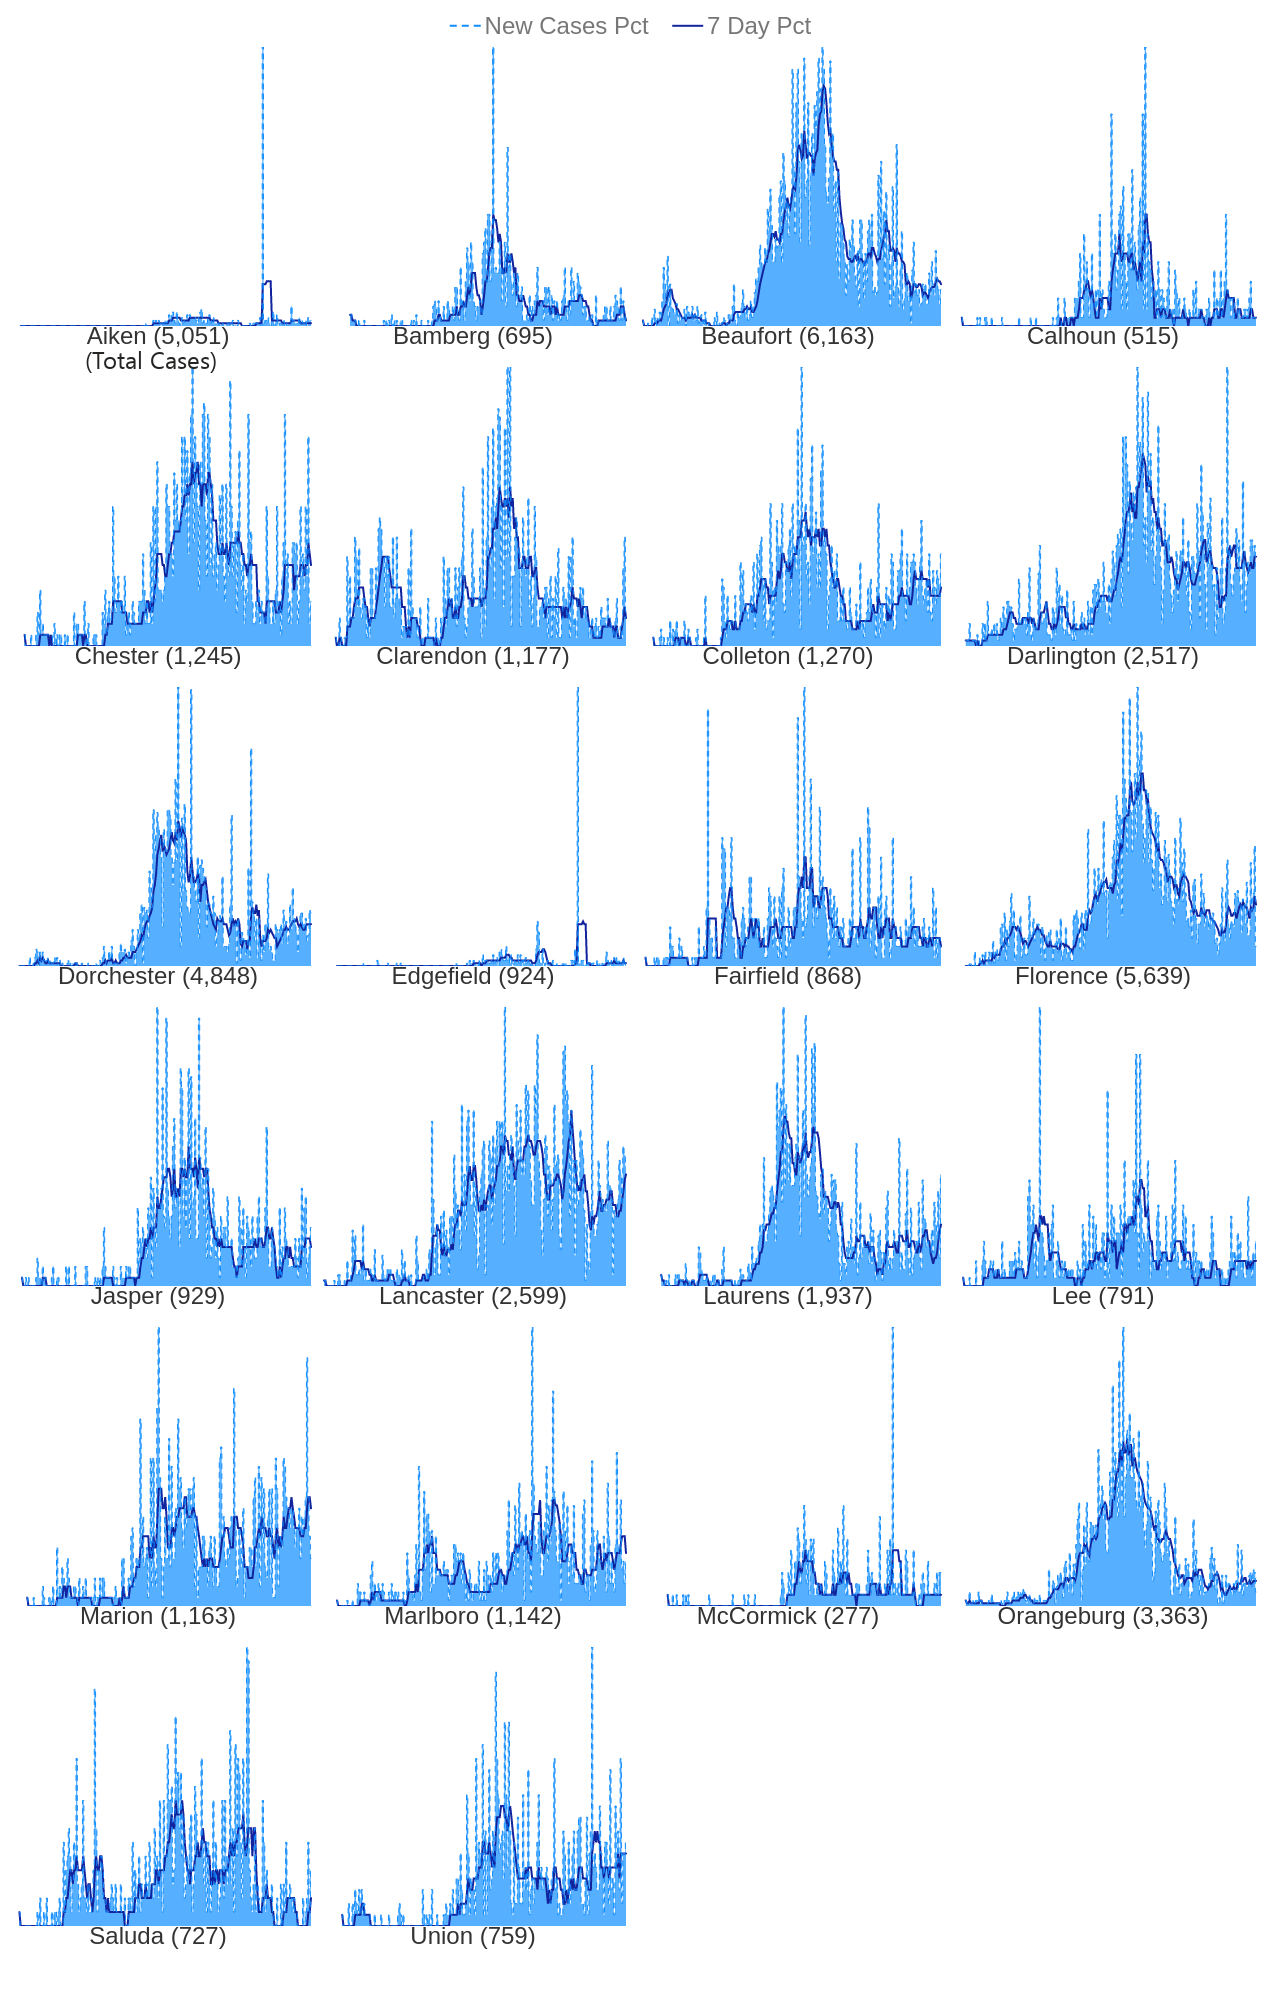 New Cases Pct 7 Day Pct
Aiken (5,051) Bamberg (695) Beaufort (6,163) Calhoun (515)
(Total Cases)
Chester (1,245) Clarendon (1,177) Colleton (1,270) Darlington (2,517)
Dorchester (4,848) Edgefield (924) Fairfield (868) Florence (5,639)
Jasper (929) Lancaster (2,599) Laurens (1,937) Lee (791)
Marion (1,163) Marlboro (1,142) McCormick (277) Orangeburg (3,363)
Saluda (727) Union (759)